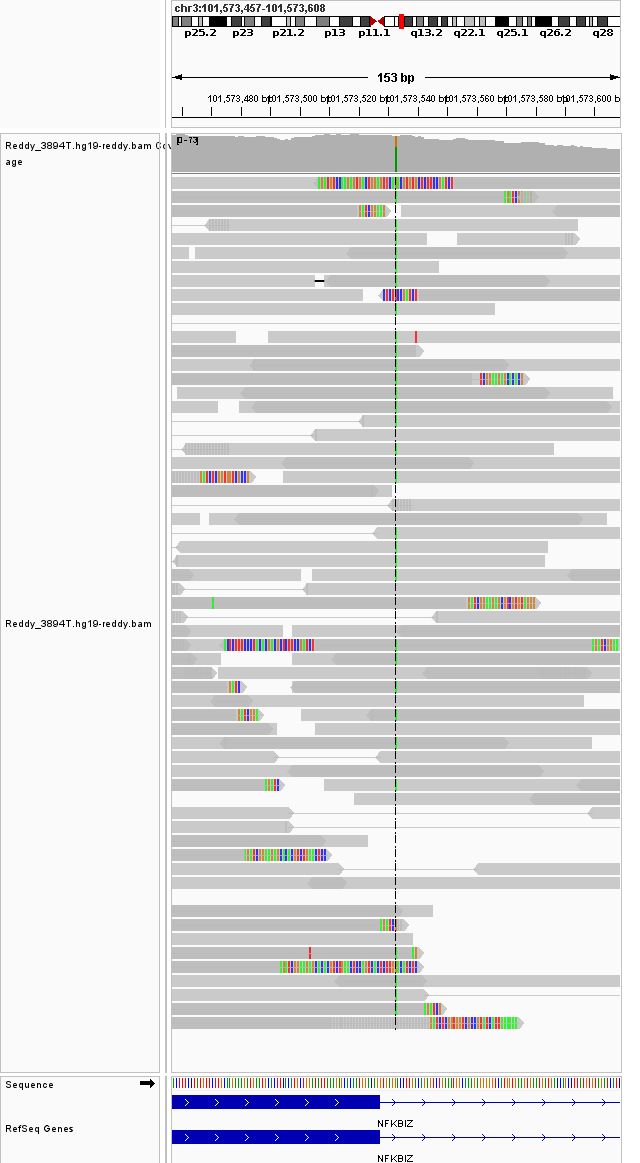 chr3:101,573,457-101,573,608
p25.2 p23 p21.2 p13 p11.1 q13.2 q22.1 q25.1 q26.2 q28
153 bp
101,573,480 bp 101,573,500 bp 101,573,520 bp 101,573,540 bp 101,573,560 bp 101,573,580 bp 101,573,600 b
Reddy_3894T.hg19-reddy.bam Cov
age
[0-73]
Reddy_3894T.hg19-reddy.bam
Sequence
NFKBIZ
RefSeq Genes
NFKBIZ